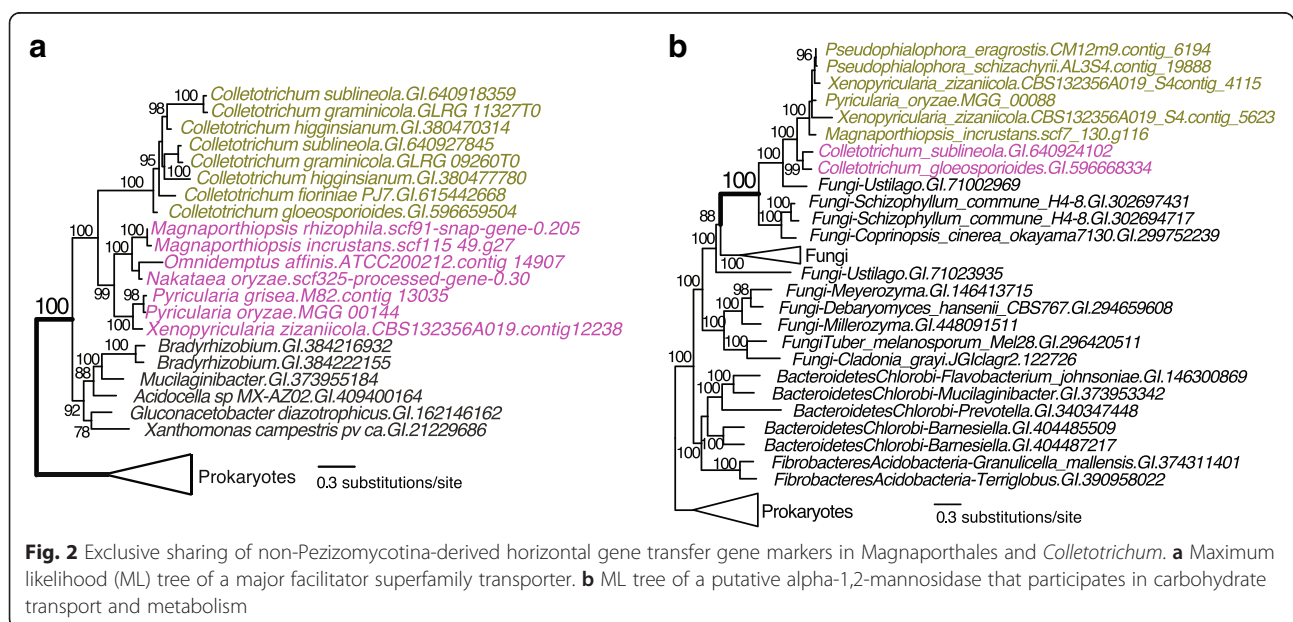 a
100
98
Colletotrichum sublineola.GI.640918359
Colletotrichum graminicola.GLRG 11327T0
Colletotrichum higginsianum.GI.380470314
Colletotrichum sublineola.GI.640927845
95
Colletotrichum graminicola.GLRG 09260T0
100
Colletotrichum higginsianum.GI.380477780
100
Colletotrichum fioriniae PJ7.GI.615442668
Colletotrichum gloeosporioides.GI.596659504
100
Magnaporthiopsis rhizophila.scf91-snap-gene-0.205
100
Magnaporthiopsis incrustans.scf115 49.g27
Omnidemptus affinis.ATCC200212.contig 14907
Nakataea oryzae.scf325-processed-gene-0.30
99
98
Pyricularia grisea.M82.contig 13035
100
Pyricularia oryzae.MGG 00144
100
Xenopyricularia zizaniicola.CBS132356A019.contig12238
100
Bradyrhizobium.GI.384216932
Bradyrhizobium.GI.384222155
88
Mucilaginibacter.GI.373955184
Acidocella sp MX-AZ02.GI.409400164
92
Gluconacetobacter diazotrophicus.GI.162146162
78
Xanthomonas campestris pv ca.GI.21229686
Prokaryotes
0.3 substitutions/site
b
96
Pseudophialophora_eragrostis.CM12m9.contig_6194
Pseudophialophora_schizachyrii.AL3S4.contig_19888
Xenopyricularia_zizaniicola.CBS132356A019_S4contig_4115
100
Pyricularia_oryzae.MGG_00088
Xenopyricularia_zizaniicola.CBS132356A019_S4.contig_5623
100
Magnaporthiopsis_incrustans.scf7_130.g116
100
Colletotrichum_sublineola.GI.640924102
99
Colletotrichum_gloeosporioides.GI.596668334
100
Fungi-Ustilago.GI.71002969
Fungi-Schizophyllum_commune_H4-8.GI.302697431
100
100
Fungi-Schizophyllum_commune_H4-8.GI.302694717
88
Fungi-Coprinopsis_cinerea_okayama7130.GI.299752239
100
Fungi
100
Fungi-Ustilago.GI.71023935
98
Fungi-Meyerozyma.GI.146413715
100
Fungi-Debaryomyces_hansenii_CBS767.GI.294659608
Fungi-Millerozyma.GI.448091511
100
100
FungiTuber_melanosporum_Mel28.GI.296420511
100
Fungi-Cladonia_grayi.JGIclagr2.122726
100
BacteroidetesChlorobi-Flavobacterium_johnsoniae.GI.146300869
100
BacteroidetesChlorobi-Mucilaginibacter.GI.373953342
BacteroidetesChlorobi-Prevotella.GI.340347448
BacteroidetesChlorobi-Barnesiella.GI.404485509
100
100
BacteroidetesChlorobi-Barnesiella.GI.404487217
FibrobacteresAcidobacteria-Granulicella_mallensis.GI.374311401
100
FibrobacteresAcidobacteria-Terriglobus.GI.390958022
Prokaryotes
0.3 substitutions/site
Fig. 2 Exclusive sharing of non-Pezizomycotina-derived horizontal gene transfer gene markers in Magnaporthales and Colletotrichum. a Maximum
likelihood (ML) tree of a major facilitator superfamily transporter. b ML tree of a putative alpha-1,2-mannosidase that participates in carbohydrate
transport and metabolism